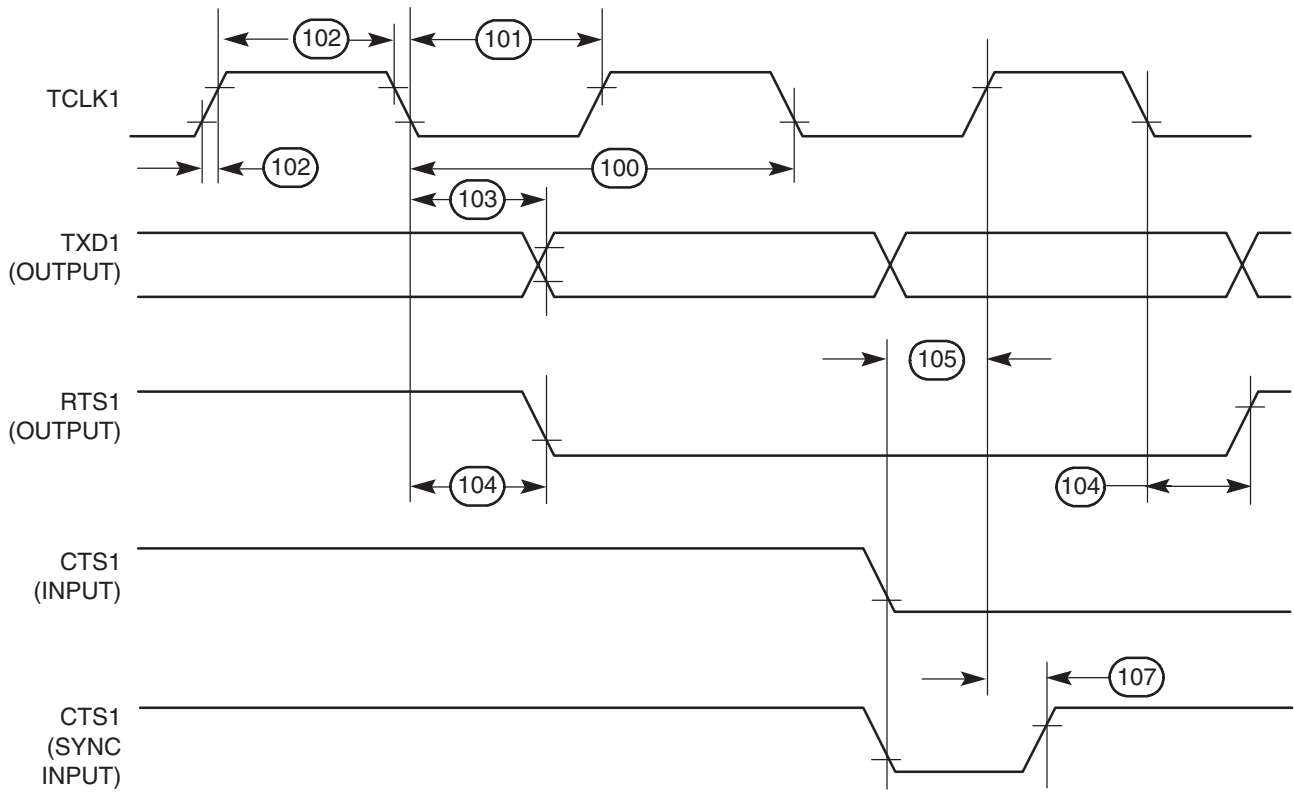 102
101
TCLK1
102
100
103
TXD1
(OUTPUT)
105
RTS1
(OUTPUT)
104
104
CTS1
(INPUT)
107
CTS1
(SYNC
INPUT)